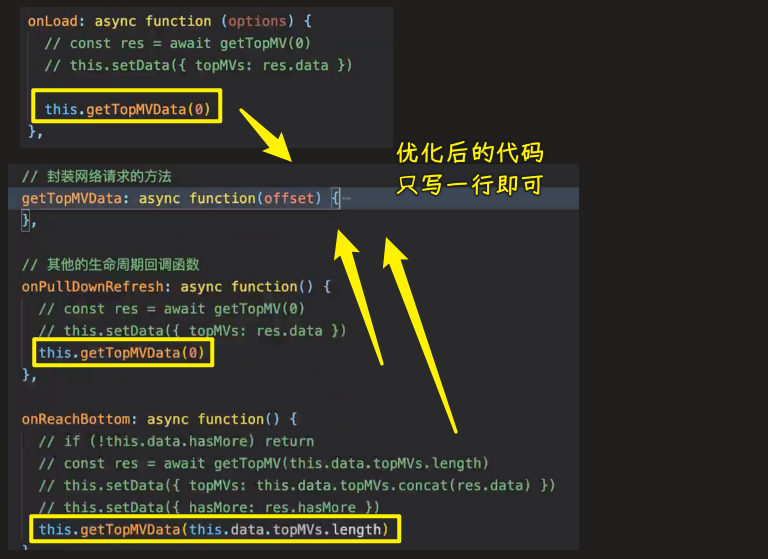 onLoad: async function (options) {
// const res = await getTopMV(0)
// this.setData({ topMVs: res.data })
this.getTopMVData(0)
},
优化后的代码
只写一行即可
// 封装网络请求的方法
getTopMVData: async function(offset) {
},
// 其他的生命周期回调函数
onPullDownRefresh: async function() {
// const res = await getTopMV(0)
// this.setData({ topMVs: res.data })
this.getTopMVData(0)
},
onReachBottom: async function() {
// if (!this.data.hasMore) return
// const res = await getTopMV(this.data.topMVs.length)
// this.setData({ topMVs: this.data.topMVs.concat(res.data) })
// this.setData({ hasMore: res.hasMore })
this.getTopMVData(this.data.topMVs.length)